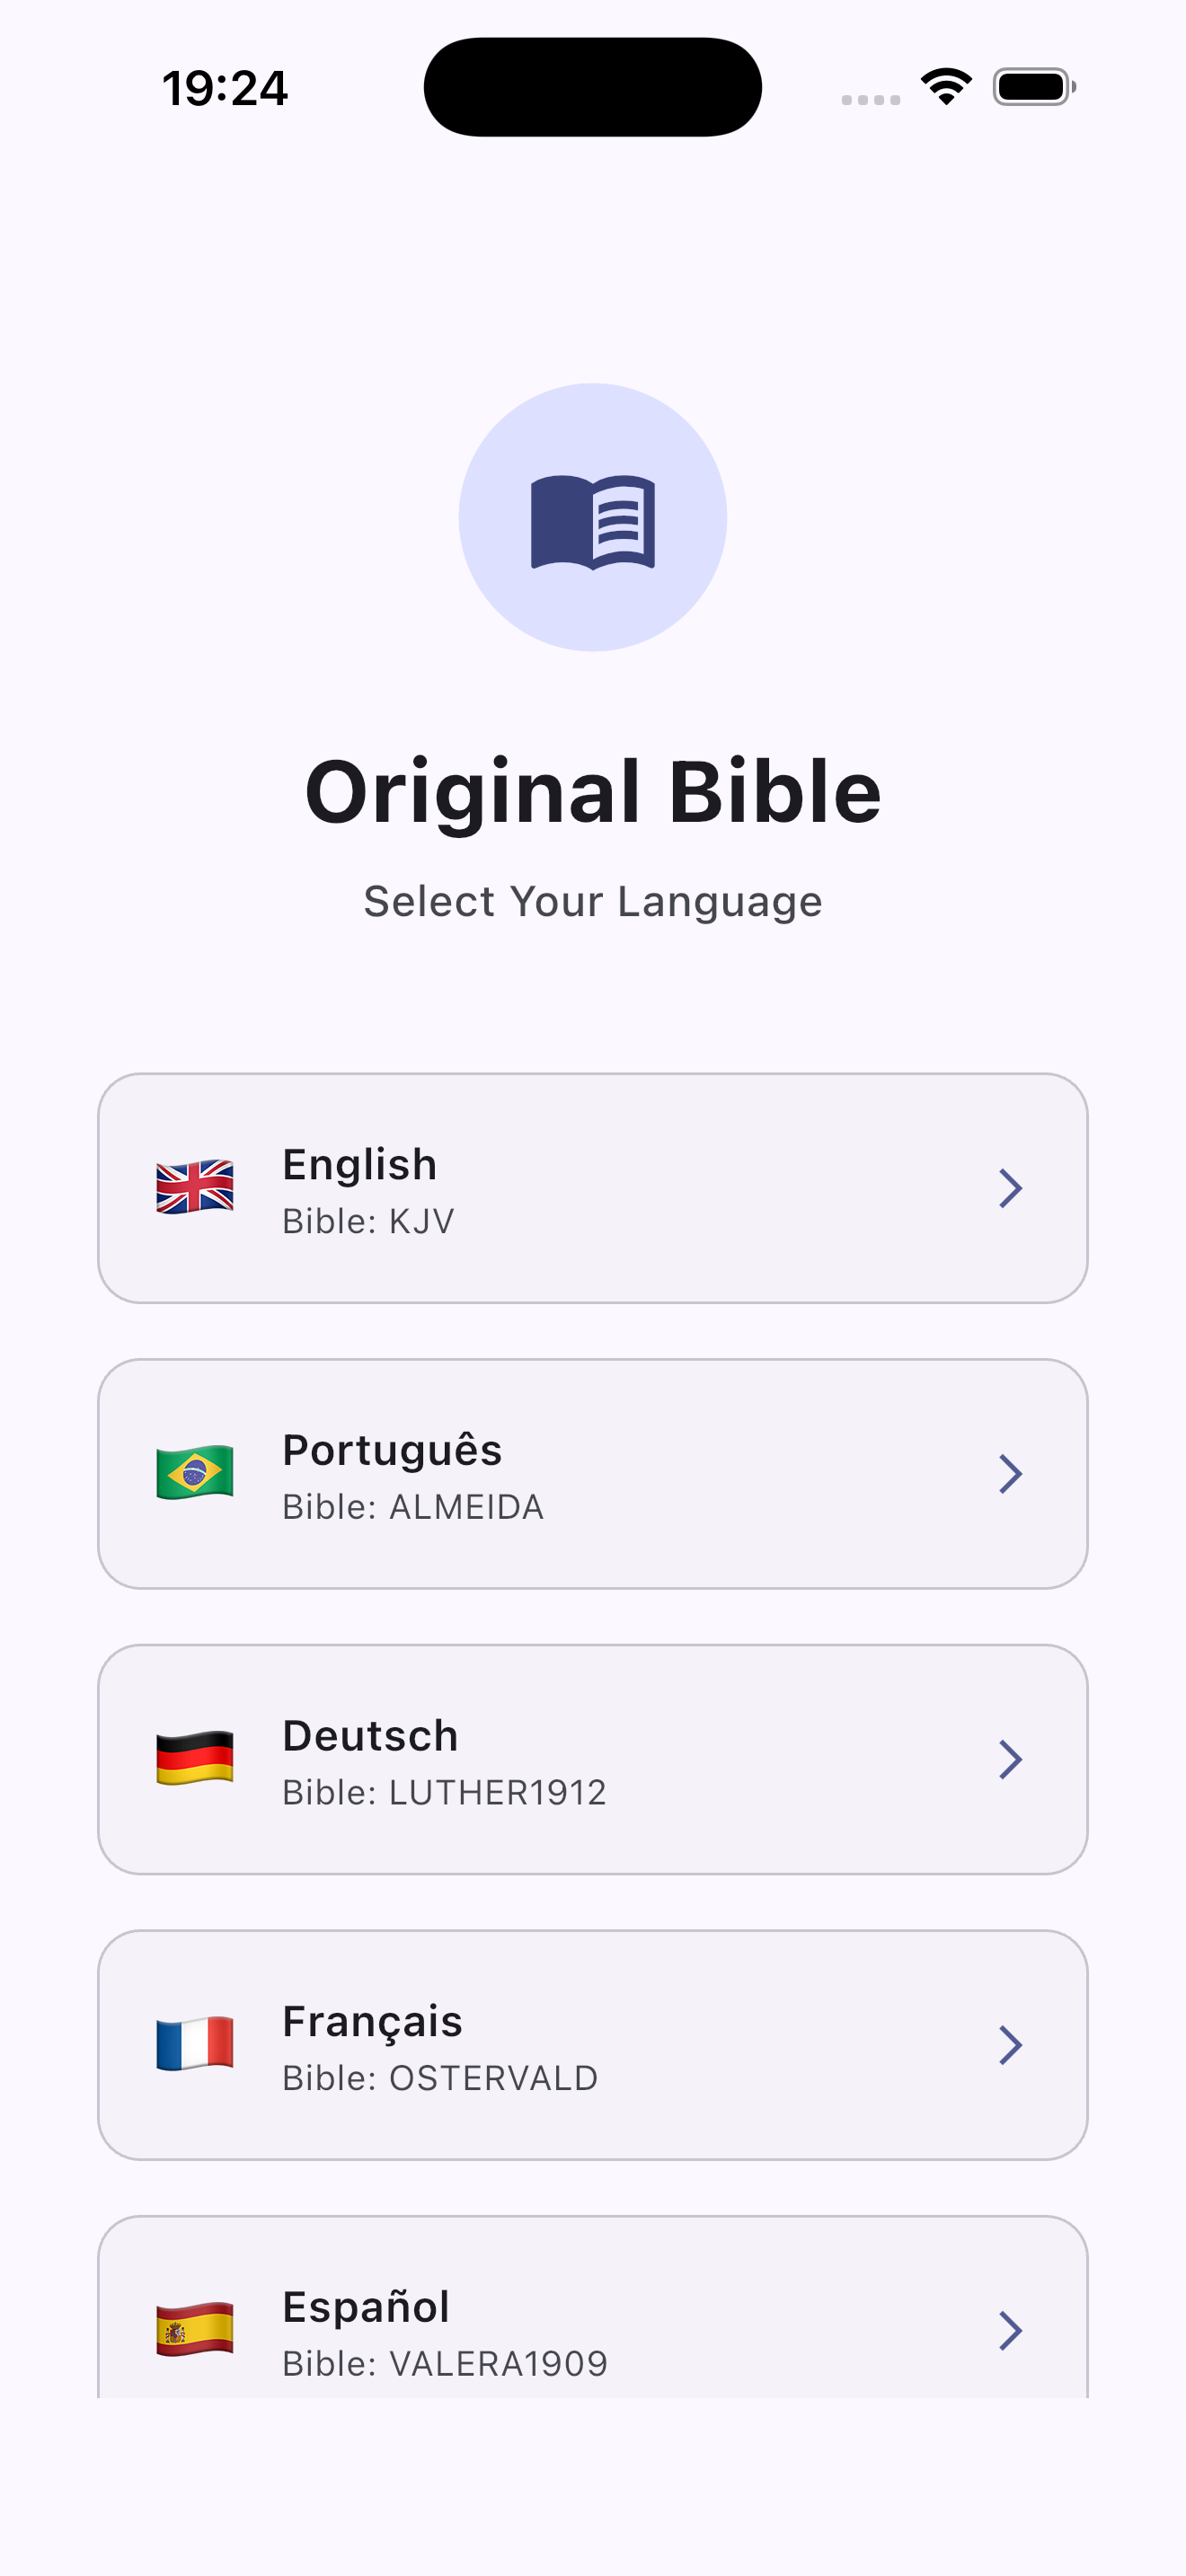 19:24
Original Bible
Select Your Language
English
Bible: KJV
Português
Bible: ALMEIDA
Deutsch
Bible: LUTHER1912
Français
Bible: OSTERVALD
Español
Bible: VALERA1909